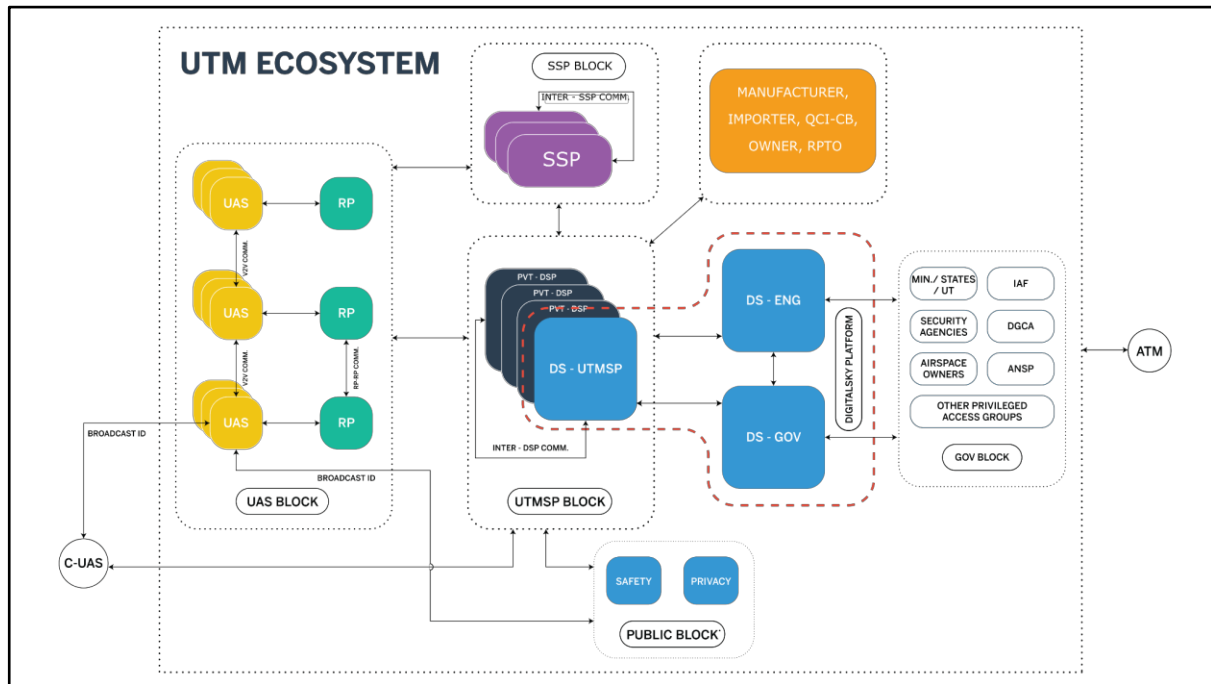 UTM ECOSYSTEM
SSP BLOCK
INTER - SSP COMM.
SSP
MANUFACTURER,
IMPORTER, QCI-CB,
OWNER, RPTO
UAS
RP
V2V COMM.
UAS
RP
V2V COMM.
RP-RP COMM.
UAS
RP
BROADCAST ID
BROADCAST ID
UAS BLOCK
PVT - DSP
PVT - DSP
PVT - DSP
DS - UTMSP
INTER - DSP COMM.
UTMSP BLOCK
DS - ENG
DS - GOV
DIGITALSKY PLATFORM
MIN./ STATES
/ UT
IAF
SECURITY
AGENCIES
DGCA
AIRSPACE
OWNERS
ANSP
OTHER PRIVILEGED
ACCESS GROUPS
GOV BLOCK
ATM
C-UAS
SAFETY
PRIVACY
PUBLIC BLOCK*